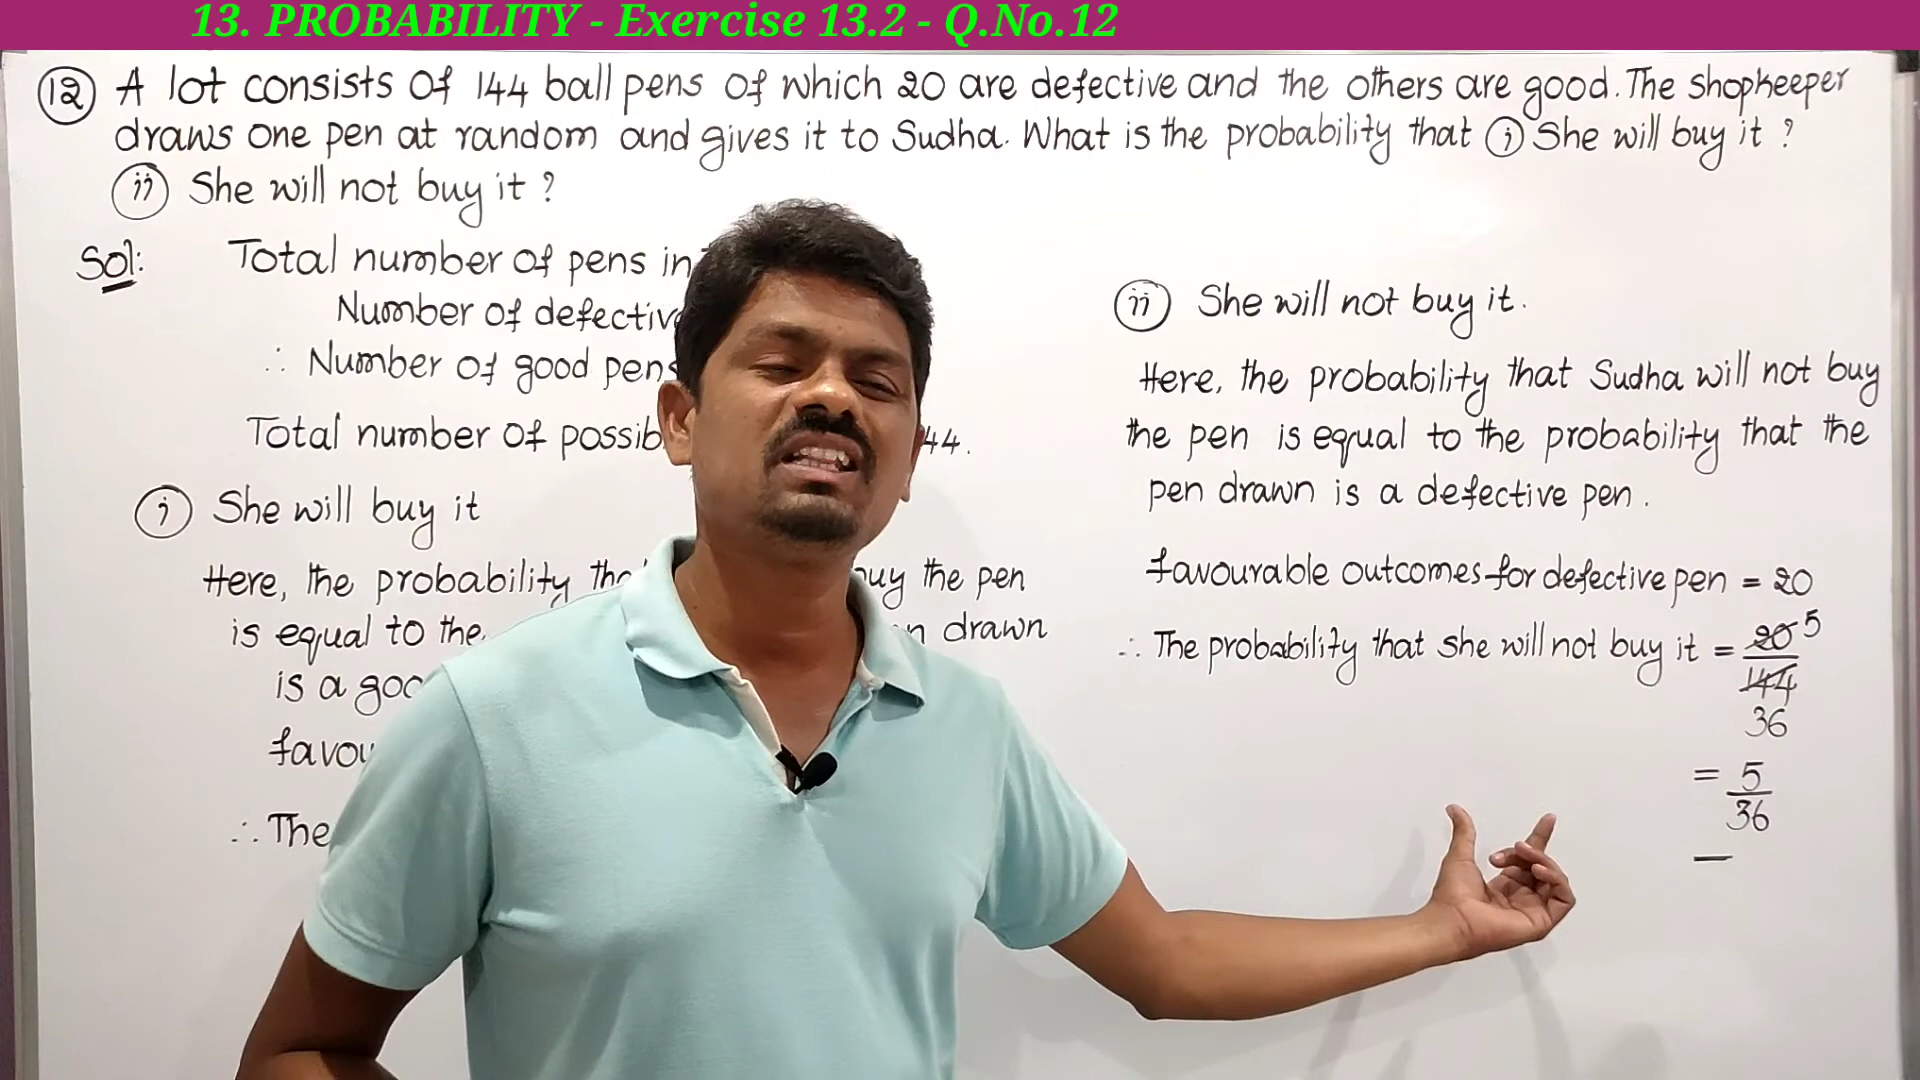 13. PROBABILITY - Exercise 13.2 - Q.No.12
12 A lot consists of 144 ball pens of which 20 are defective and the others are good. The shopkeeper
draws one pen at random and gives it to Sudha. What is the probability that (i) She will buy it ?
(ii) She will not buy it ?
Sol: Total number of pens in
Number of defective
∴ Number of good pens
Total number of possib 44.
(i) She will buy it
Here, the probability tha buy the pen
is equal to the n drawn
is a goo
favou
∴ The
(ii) She will not buy it.
Here, the probability that Sudha will not buy
the pen is equal to the probability that the
pen drawn is a defective pen.
favourable outcomes for defective pen = 20
∴ The probability that she will not buy it = 20 5
144
36
= 5
36